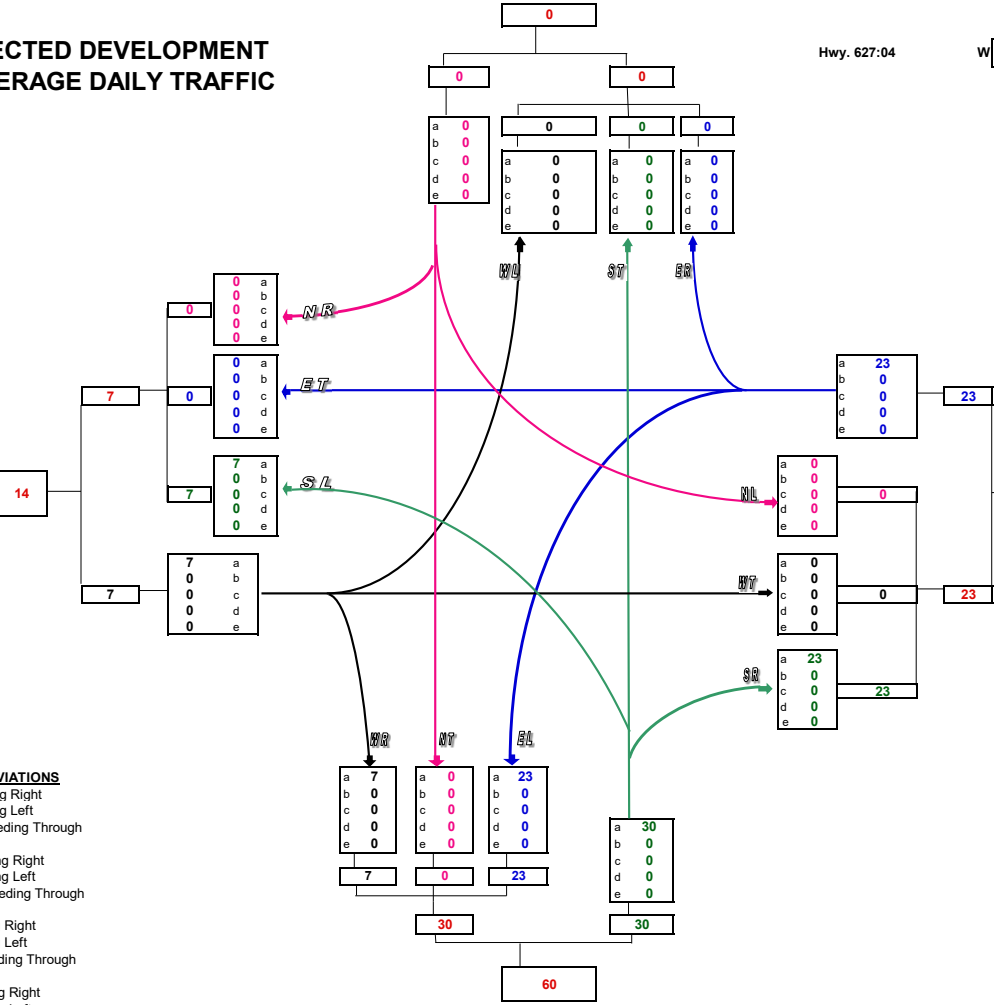 0
ECTED DEVELOPMENT
ERAGE DAILY TRAFFIC
Hwy. 627:04
W
0
0
0
0
0
a 0
b 0
c 0
d 0
e 0
a 0
b 0
c 0
d 0
e 0
a 0
b 0
c 0
d 0
e 0
a 0
b 0
c 0
d 0
e 0
WL
ST
ER
0
0 a
0 b
0 c
0 d
0 e
NR
7
0
0 a
0 b
0 c
0 d
0 e
ET
a 23
b 0
c 0
d 0
e 0
23
14
7
7 a
0 b
0 c
0 d
0 e
SL
NL
a 0
b 0
c 0
d 0
e 0
0
7
7 a
0 b
0 c
0 d
0 e
WT
a 0
b 0
c 0
d 0
e 0
0
23
SR
a 23
b 0
c 0
d 0
e 0
23
WR
NT
EL
a 7
b 0
c 0
d 0
e 0
a 0
b 0
c 0
d 0
e 0
a 23
b 0
c 0
d 0
e 0
a 30
b 0
c 0
d 0
e 0
7
0
23
30
30
60
VIATIONS
g Right
ng Left
eding Through
ng Right
ng Left
eding Through
Right
Left
ding Through
g Right